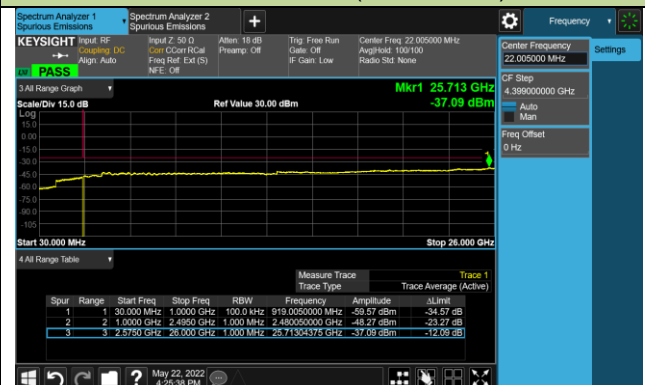 Spectrum Analyzer 1
Spurious Emissions
Spectrum Analyzer 2
Spurious Emissions
Frequency
KEYSIGHT
Input: RF
Coupling: DC
Align: Auto
Input Z: 50 Ω
Corr CCorr RCal
Freq Ref: Ext (S)
NFE: Off
Atten: 18 dB
Preamp: Off
Trig: Free Run
Gate: Off
IF Gain: Low
Center Freq: 22.005000 MHz
Avg|Hold: 100/100
Radio Std: None
PASS
Center Frequency
22.005000 MHz
Settings
CF Step
4.399000000 GHz
Auto
Man
Freq Offset
0 Hz
3 All Range Graph
Mkr1 25.713 GHz
-37.09 dBm
Scale/Div 15.0 dB
Ref Value 30.00 dBm
Log
15.0
0.00
-15.0
-30.0
-45.0
-60.0
-75.0
-90.0
-105
1
Start 30.000 MHz
Stop 26.000 GHz
4 All Range Table
Measure Trace Trace 1
Trace Type Trace Average (Active)
Spur Range Start Freq Stop Freq RBW Frequency Amplitude ΔLimit
1 1 30.000 MHz 1.0000 GHz 100.0 kHz 919.0050000 MHz -59.57 dBm -34.57 dB
2 2 1.0000 GHz 2.4950 GHz 1.000 MHz 2.480050000 GHz -48.27 dBm -23.27 dB
3 3 2.5750 GHz 26.000 GHz 1.000 MHz 25.71304375 GHz -37.09 dBm -12.09 dB
May 22, 2022
4:25:38 PM